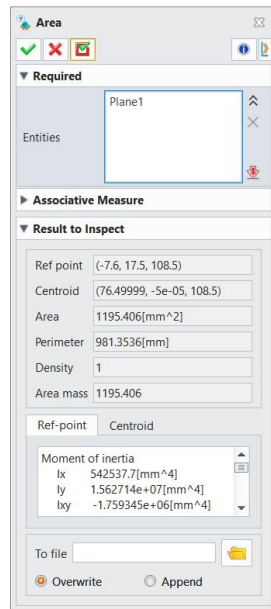 Area
Required
Entities
Plane1
Associative Measure
Result to Inspect
Ref point (-7.6, 17.5, 108.5)
Centroid (76.49999, -5e-05, 108.5)
Area 1195.406[mm^2]
Perimeter 981.3536[mm]
Density 1
Area mass 1195.406
Ref-point Centroid
Moment of inertia
Ix 542537.7[mm^4]
Iy 1.562714e+07[mm^4]
Ixy -1.759345e+06[mm^4]
To file
Overwrite Append